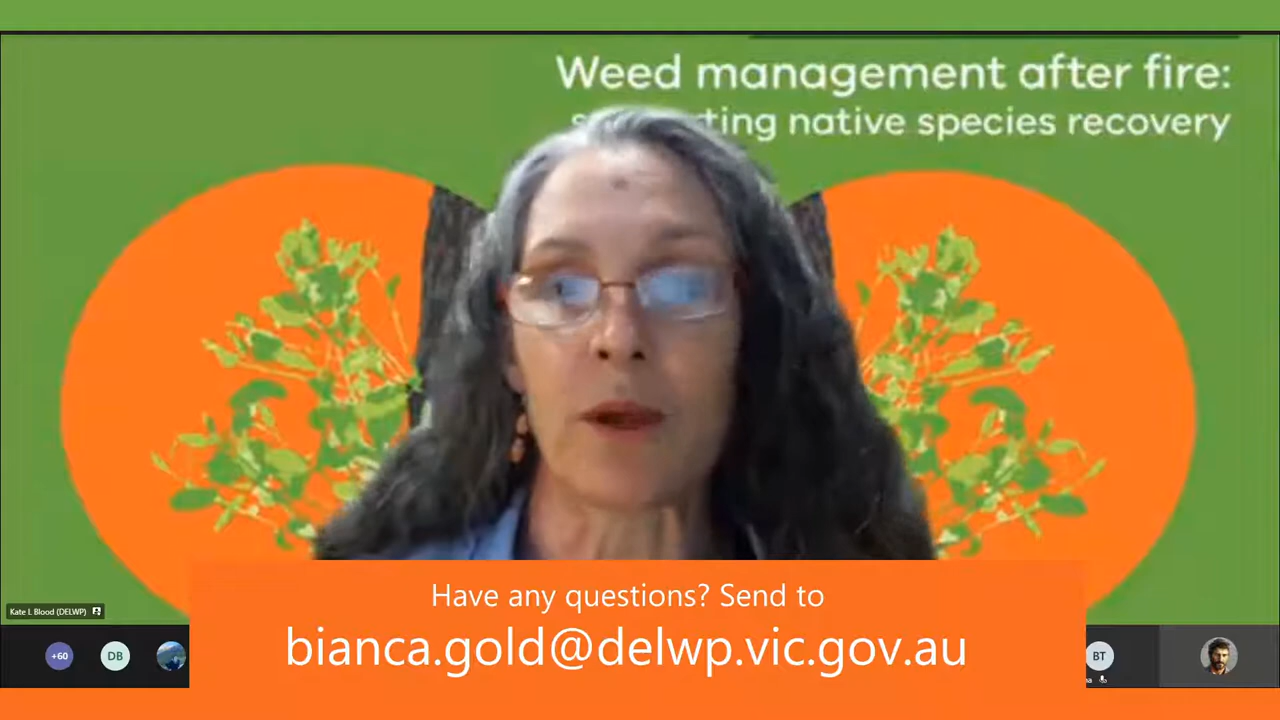 Weed management after fire:
ting native species recovery
Kate L Blood (DELWP)
Have any questions? Send to
bianca.gold@delwp.vic.gov.au
+60
DB
BT